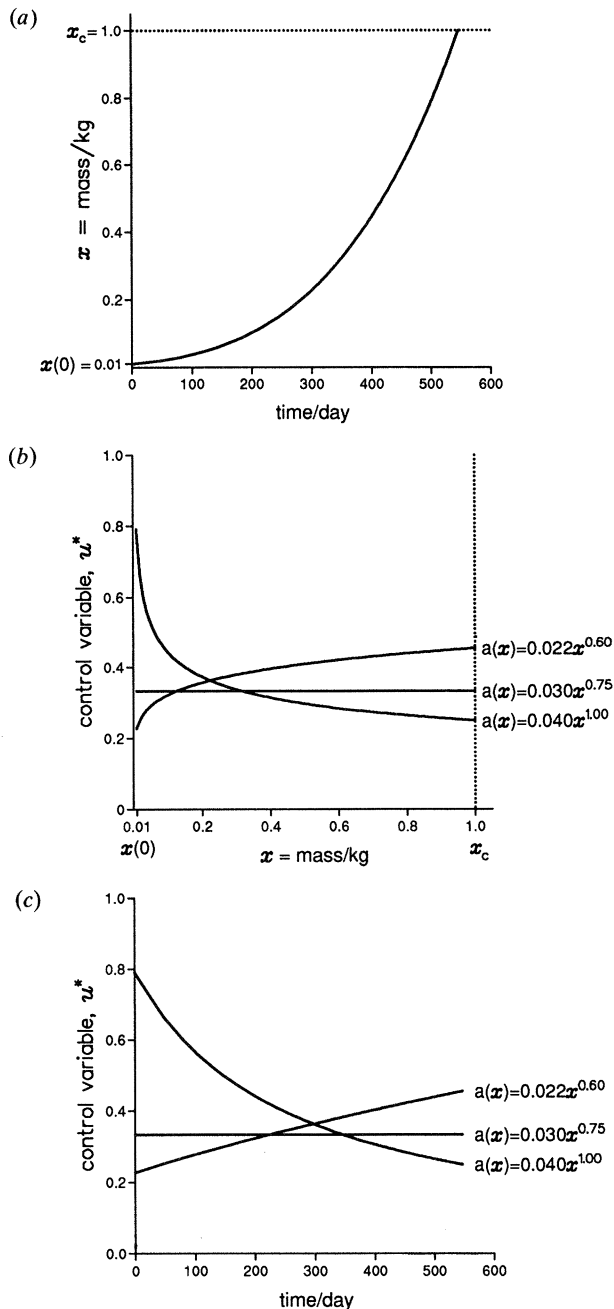 (a)
x_c = 1.0
0.8
0.6
0.4
0.2
x(0) = 0.01
x = mass/kg
0 100 200 300 400 500 600
time/day
(b)
1.0
0.8
0.6
0.4
0.2
0
control variable, u*
a(x)=0.022x^0.60
a(x)=0.030x^0.75
a(x)=0.040x^1.00
0.01 0.2 0.4 0.6 0.8 1.0
x(0) x = mass/kg x_c
(c)
1.0
0.8
0.6
0.4
0.2
0.0
control variable, u*
a(x)=0.022x^0.60
a(x)=0.030x^0.75
a(x)=0.040x^1.00
0 100 200 300 400 500 600
time/day